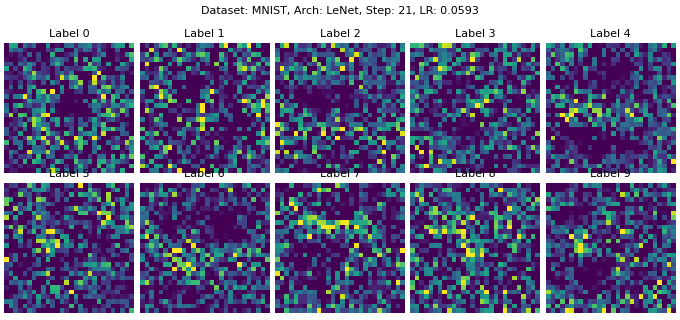 Dataset: MNIST, Arch: LeNet, Step: 21, LR: 0.0593
Label 0 Label 1 Label 2 Label 3 Label 4
Label 5 Label 6 Label 7 Label 8 Label 9